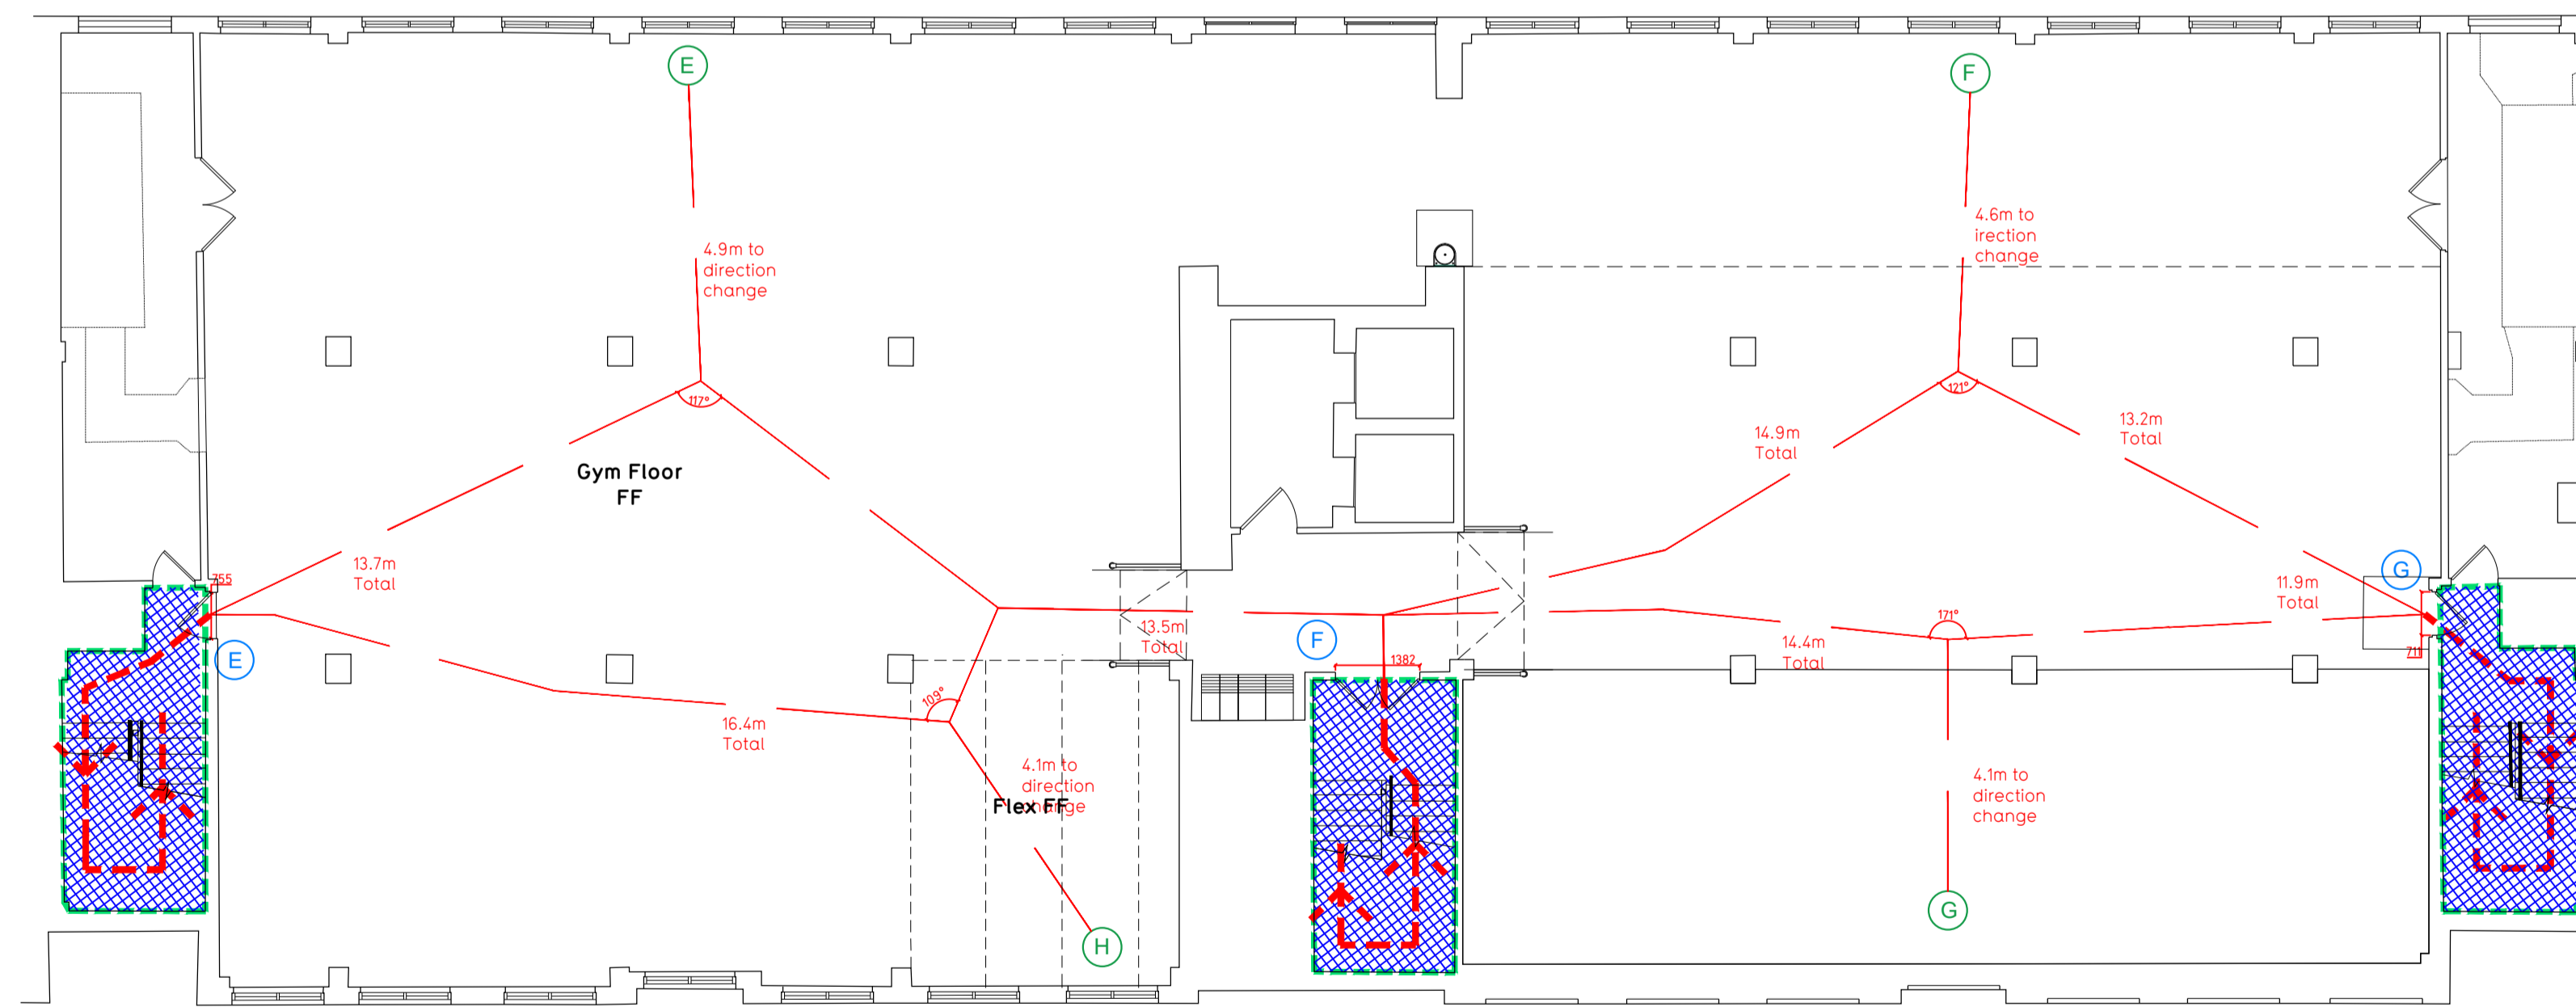 E
F
4.9m to
direction
change
4.6m to
irection
change
117°
121°
14.9m
Total
13.2m
Total
Gym Floor
FF
13.7m
Total
755
E
109°
16.4m
Total
13.5m
Total
F
1382
14.4m
Total
171°
11.9m
Total
G
711
4.1m to
direction
change
Flex FF
4.1m to
direction
change
H
G